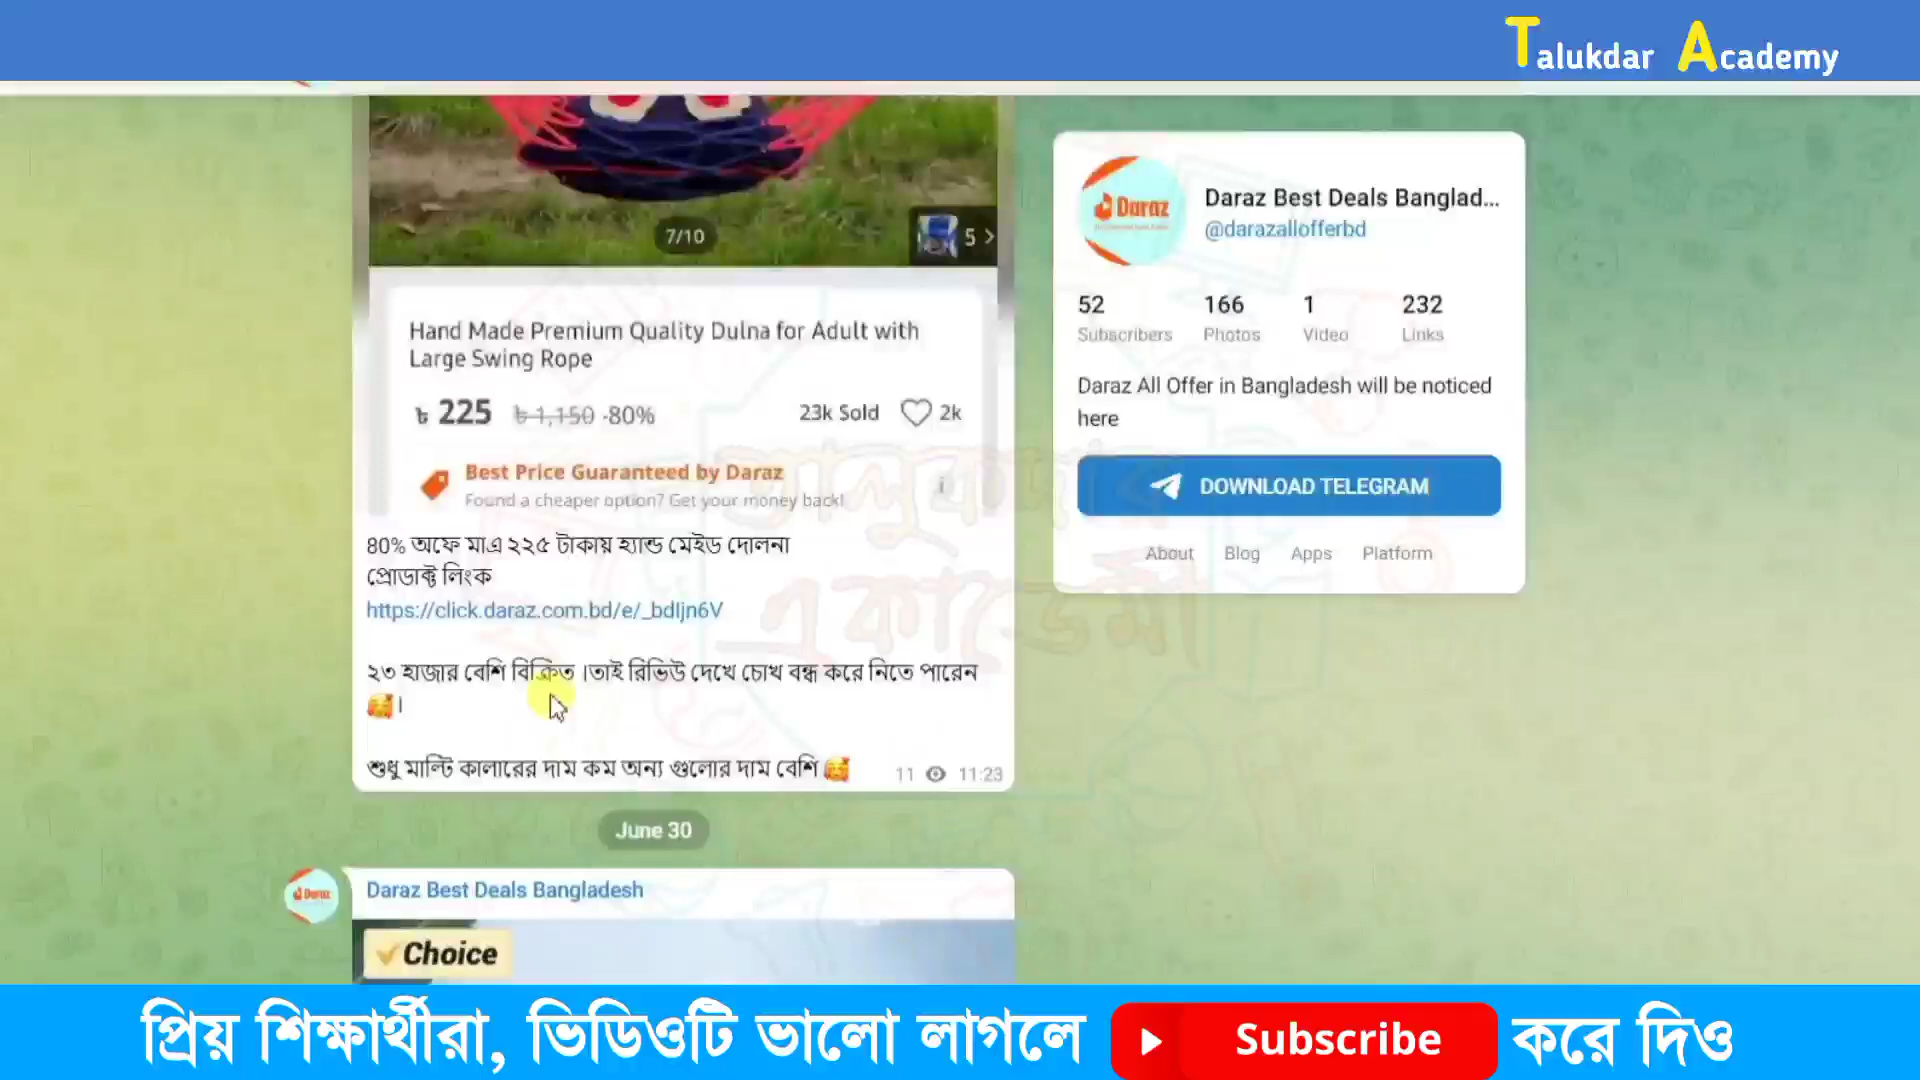 Talukdar Academy
7/10
5 >
Hand Made Premium Quality Dulna for Adult with
Large Swing Rope
৳ 225 ৳ 1,150 -80% 23k Sold 2k
Best Price Guaranteed by Daraz
Found a cheaper option? Get your money back!
80% অফে মাএ ২২৫ টাকায় হ্যান্ড মেইড দোলনা
প্রোডাক্ট লিংক
https://click.daraz.com.bd/e/_bdljn6V
২৩ হাজার বেশি বিক্রিত ।তাই রিভিউ দেখে চোখ বন্ধ করে নিতে পারেন
🥰।
শুধু মাল্টি কালারের দাম কম অন্য গুলোর দাম বেশি 🥰
11 11:23
June 30
Daraz
Daraz Best Deals Bangladesh
Choice
Daraz
Daraz Best Deals Banglad...
@darazallofferbd
52 166 1 232
Subscribers Photos Video Links
Daraz All Offer in Bangladesh will be noticed
here
DOWNLOAD TELEGRAM
About Blog Apps Platform
তালুকদার
একাডেমী
প্রিয় শিক্ষার্থীরা, ভিডিওটি ভালো লাগলে Subscribe করে দিও